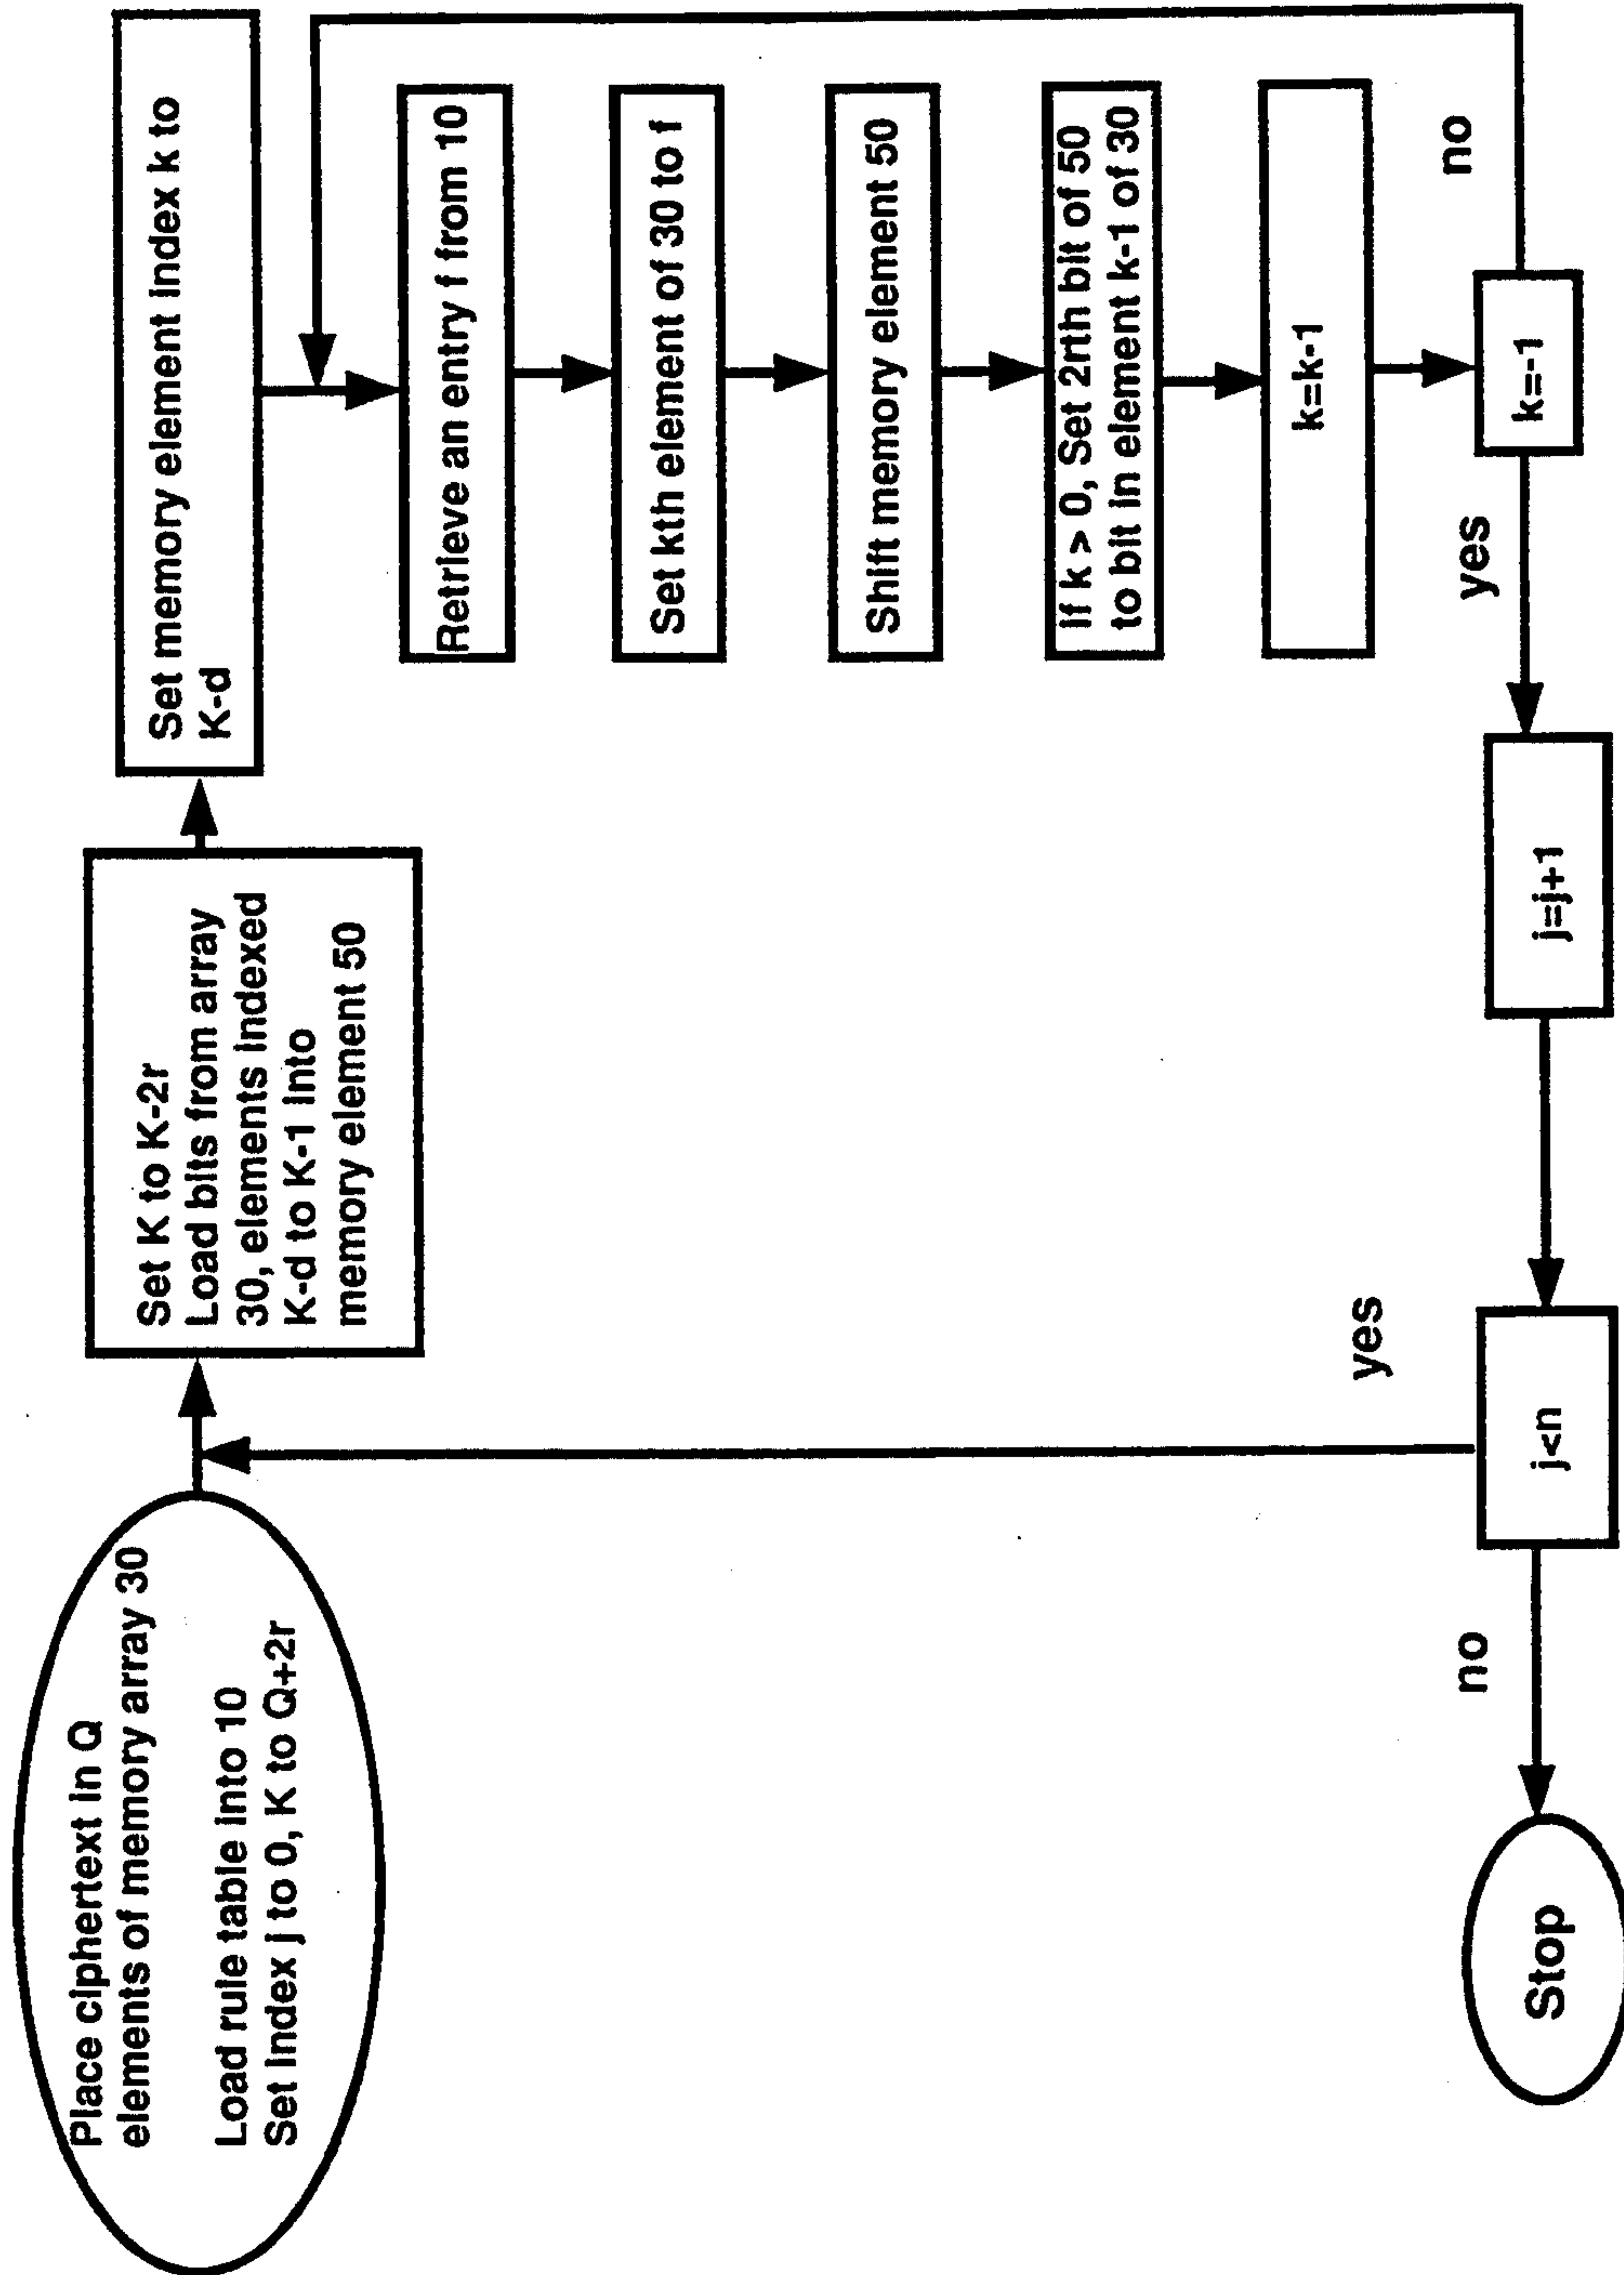 Place ciphertext in Q
elements of memory array 30
Load rule table into 10
Set index j to 0, K to Q+2r
Set K to K-2r
Load bits from array
30, elements indexed
K-d to K-1 into
memory element 50
Set memory element index k to
K-d
Retrieve an entry f from 10
Set kth element of 30 to f
Shift memory element 50
If k > 0, Set 2rth bit of 50
to bit in element k-1 of 30
k=k-1
k=-1
no
yes
j=j+1
j<n
yes
no
Stop